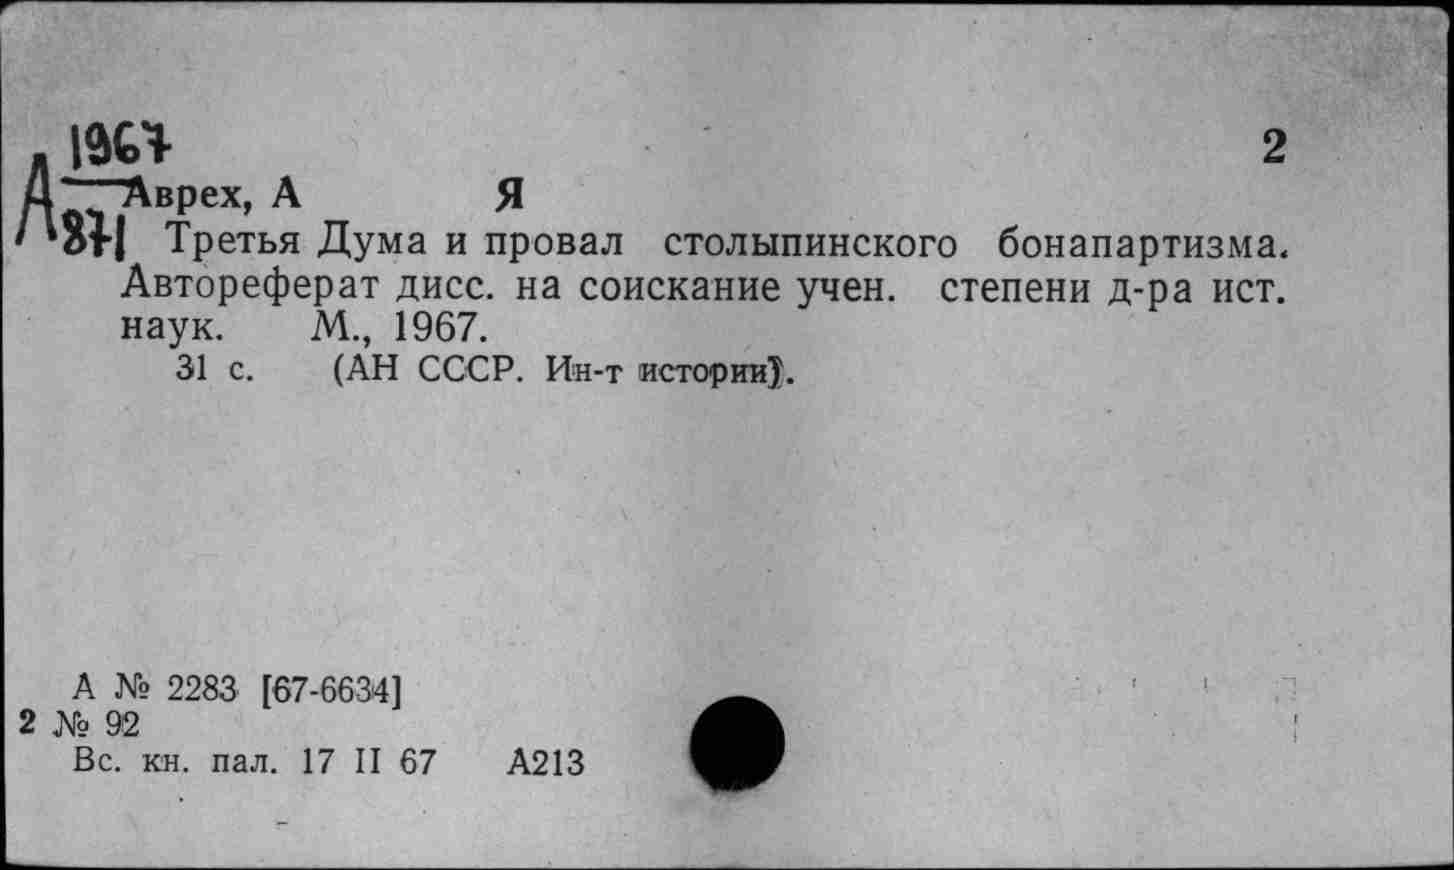 1967
2
А
Аврех, А Я
871
Третья Дума и провал столыпинского бонапартизма.
Автореферат дисс. на соискание учен. степени д-ра ист.
наук. М., 1967.
31 с. (АН СССР. Ин-т истории).
А № 2283 [67-6634]
2 № 92
Вс. кн. пал. 17 II 67 А213